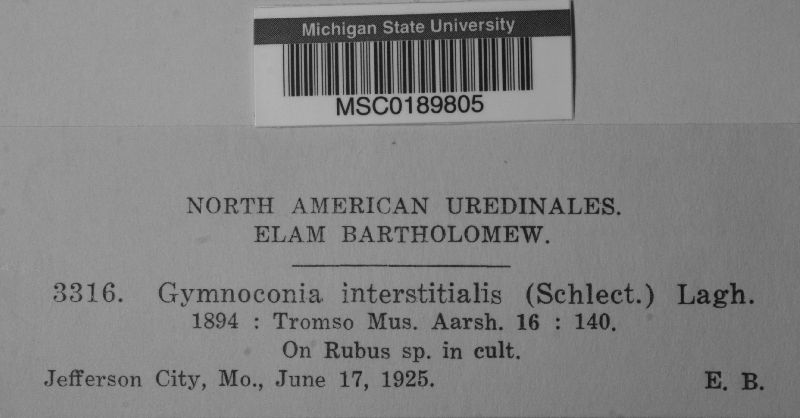 Michigan State University
MSC0189805
NORTH AMERICAN UREDINALES.
ELAM BARTHOLOMEW.
3316. Gymnoconia interstitialis (Schlect.) Lagh.
1894 : Tromso Mus. Aarsh. 16 : 140.
On Rubus sp. in cult.
Jefferson City, Mo., June 17, 1925. E. B.